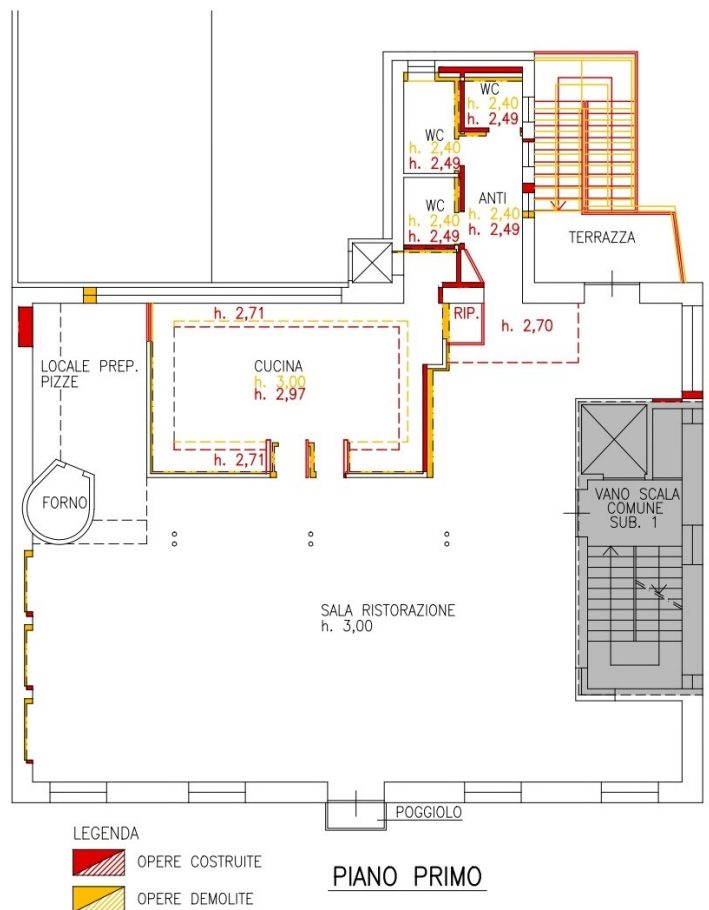 WC
h. 2,40
h. 2,49
WC
h. 2,40
h. 2,49
WC
h. 2,40
h. 2,49
ANTI
h. 2,40
h. 2,49
TERRAZZA
h. 2,71
RIP.
h. 2,70
LOCALE PREP.
PIZZE
CUCINA
h. 3,00
h. 2,97
h. 2,71
FORNO
VANO SCALA
COMUNE
SUB. 1
SALA RISTORAZIONE
h. 3,00
POGGIOLO
LEGENDA
OPERE COSTRUITE
OPERE DEMOLITE
PIANO PRIMO